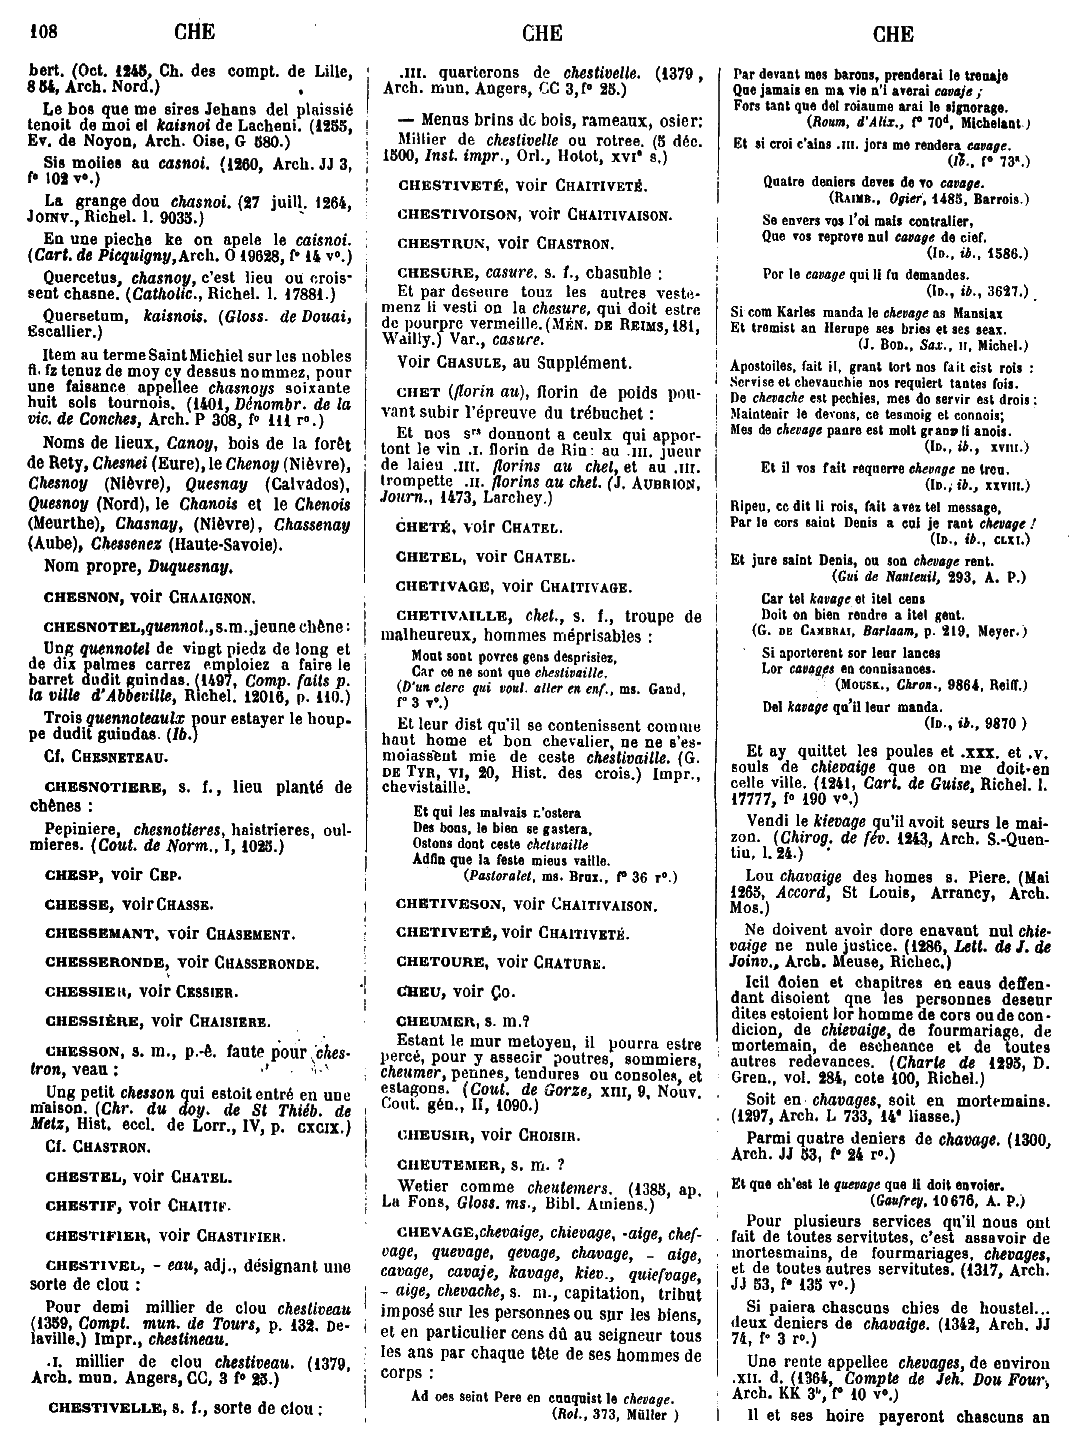 108 CHE CHE CHE
bert. (Oct. 1245, Ch. des compt. de Lille,
854, Arch. Nord.)
Le bos que me sires Jehans del plaissié
tenoit de moi el kaisnoi de Lacheni. (1255,
Ev. de Noyon, Arch. Oise, G 580.)
Sis moiies au casnoi. (1260, Arch. JJ 3,
f° 102 v°.)
La grange dou chasnoi. (27 juill. 1264,
JOINV., Richel. l. 9035.)
En une pieche ke on apele le caisnoi.
(Cart. de Picquigny, Arch. O 19628, f° 14 v°.)
Quercetus, chasnoy, c'est lieu ou crois-
sent chasne. (Catholic., Richel. l. 17881.)
Quersetum, kaisnois. (Gloss. de Douai,
Escallier.)
Item au terme Saint Michiel sur les nobles
fi. fz tenuz de moy cy dessus nommez, pour
une faisance appellee chasnoys soixante
huit sols tournois. (1401, Dénombr. de la
vic. de Conches, Arch. P 308, f° 111 r°.)
Noms de lieux, Canoy, bois de la forêt
de Rety, Chesnei (Eure), le Chenoy (Nièvre),
Chesnoy (Nièvre), Quesnay (Calvados),
Quesnoy (Nord), le Chanois et le Chenois
(Meurthe), Chasnay, (Nièvre), Chassenay
(Aube), Chessenez (Haute-Savoie).
Nom propre, Duquesnay.
CHESNON, voir CHAAIGNON.
CHESNOTEL, quennot., s. m., jeune chêne :
Ung quennotel de vingt piedz de long et
de dix palmes carrez emploiez a faire le
barret dudit guindas. (1497, Comp. faits p.
la ville d'Abbeville, Richel. 12016, p. 110.)
Trois quennoteaulx pour estayer le houp-
pe dudit guindas. (Ib.)
Cf. CHESNETEAU.
CHESNOTIERE, s. f., lieu planté de
chênes :
Pepiniere, chesnotieres, haistrieres, oul-
mieres. (Cout. de Norm., I, 1025.)
CHESP, voir CEP.
CHESSE, voir CHASSE.
CHESSEMANT, voir CHASEMENT.
CHESSERONDE, voir CHASSERONDE.
CHESSIER, voir CESSIER.
CHESSIÈRE, voir CHAISIERE.
CHESSON, s. m., p.-ê. faute pour ches-
tron, veau :
Ung petit chesson qui estoit entré en une
maison. (Chr. du doy. de St Thiéb. de
Metz, Hist. eccl. de Lorr., IV, p. CXCIX.)
Cf. CHASTRON.
CHESTEL, voir CHATEL.
CHESTIF, voir CHAITIF.
CHESTIFIER, voir CHASTIFIER.
CHESTIVEL, - eau, adj., désignant une
sorte de clou :
Pour demi millier de clou chestiveau
(1359, Compt. mun. de Tours, p. 132. De-
laville.) Impr., chestineau.
.I. millier de clou chestiveau. (1379,
Arch. mun. Angers, CC, 3 f° 25.)
CHESTIVELLE, s. f., sorte de clou :
.III. quarterons de chestivelle. (1379,
Arch. mun. Angers, CC 3, f° 25.)
— Menus brins de bois, rameaux, osier:
Millier de chestivelle ou rotree. (5 déc.
1500, Inst. impr., Orl., Hotot, XVI° s.)
CHESTIVETÉ, voir CHAITIVETÉ.
CHESTIVOISON, voir CHAITIVAISON.
CHESTRUN, voir CHASTRON.
CHESURE, casure. s. f., chasuble :
Et par deseure touz les autres veste-
menz li vesti on la chesure, qui doit estre
de pourpre vermeille. (MÉN. DE REIMS, 181,
Wailly.) Var., casure.
Voir CHASULE, au Supplément.
CHET (florin au), florin de poids pou-
vant subir l'épreuve du trébuchet :
Et nos srs donnont a ceulx qui appor-
tont le vin .I. florin de Rin: au .III. jueur
de laieu .III. florins au chet, et au .III.
trompette .II. florins au chet. (J. AUBRION,
Journ., 1473, Larchey.)
CHETÉ, voir CHATEL.
CHETEL, voir CHATEL.
CHETIVAGE, voir CHAITIVAGE.
CHETIVAILLE, chet., s. f., troupe de
malheureux, hommes méprisables :
Mout sont povres gens desprisiez,
Car ce ne sont que chestivaille.
(D'un clerc qui voul. aller en enf., ms. Gand,
f° 3 v°.)
Et leur dist qu'il se contenissent comme
haut home et bon chevalier, ne ne s'es-
moiassent mie de ceste chestivaille. (G.
DE TYR, VI, 20, Hist. des crois.) Impr.,
chevistaille.
Et qui les malvais n'ostera
Des bons, le bien se gastera,
Ostons dont ceste chetivaille
Adfin que la feste mieus vaille.
(Pastoralet, ms. Brux., f° 36 r°.)
CHETIVESON, voir CHAITIVAISON.
CHETIVETÉ, voir CHAITIVETÉ.
CHETOURE, voir CHATURE.
CHEU, voir ÇO.
CHEUMER, s. m.?
Estant le mur metoyen, il pourra estre
percé, pour y asseoir poutres, sommiers,
cheumer, pennes, tendures ou consoles, et
estagons. (Cout. de Gorze, XIII, 9, Nouv.
Cout. gén., II, 1090.)
CHEUSIR, voir CHOISIR.
CHEUTEMER, s. m. ?
Wetier comme cheutemers. (1385, ap.
La Fons, Gloss. ms., Bibl. Amiens.)
CHEVAGE, chevaige, chievage, -aige, chef-
vage, quevage, qevage, chavage, - aige,
cavage, cavaje, kavage, kiev., quiefvage,
- aige, chevache, s. m., capitation, tribut
imposé sur les personnes ou sur les biens,
et en particulier cens dû au seigneur tous
les ans par chaque tête de ses hommes de
corps :
Ad oes seint Pere en cunquist le chevage.
(Rol., 373, Müller )
Par devant mes barons, prenderai le treuaje
Que jamais en ma vie n'i averai cavaje ;
Fors tant que del roiaume arai le signorage.
(Roum. d'Alix., f° 70d, Michelant.)
Et si croi c'ains .III. jors me rendera cavage.
(Ib., f° 73a.)
Quatre deniers deves de vo cavage.
(RAIMB., Ogier, 1485, Barrois.)
Se envers vos l'oi mais contralier,
Que vos reprove nul cavage de cief.
(ID., ib., 1586.)
Por le cavage qui li fu demandes.
(ID., ib., 3627.)
Si com Karles manda le chevage as Mansiax
Et tremist an Herupe ses bries et ses seax.
(J. BOD., Sax., II, Michel.)
Apostoiles, fait il, grant tort nos fait cist rois :
Servise et chevauchie nos requiert tantes fois.
De chevache est pechies, mes do servir est drois :
Maintenir le devons, ce tesmoig et connois;
Mes de chevage panre est molt grant li anois.
(ID., ib., XVIII.)
Et il vos fait requerre chevage ne treu.
(ID., ib., XXVIII.)
Ripeu, ce dit li rois, fait avez tel message,
Par le cors saint Denis a cui je rant chevage !
(ID., ib., CLXI.)
Et jure saint Denis, ou son chevage rent.
(Gui de Nanteuil, 293, A. P.)
Car tel kavage et itel cens
Doit on bien rendre a itel gent.
(G. DE CAMBRAI, Barlaam, p. 219, Meyer.)
Si aporterent sor leur lances
Lor cavages en connisances.
(MOUSK., Chron., 9864, Reiff.)
Del kavage qu'il leur manda.
(ID., ib., 9870 )
Et ay quittet les poules et .XXX. et .V.
souls de chievaige que on me doit en
celle ville. (1241, Cart. de Guise, Richel. l.
17777, f° 190 v°.)
Vendi le kievage qu'il avoit seurs le mai-
zon. (Chirog. de fév. 1243, Arch. S.-Quen-
tin, l. 24.)
Lou chavaige des homes s. Piere. (Mai
1265, Accord, St Louis, Arrancy, Arch.
Mos.)
Ne doivent avoir dore enavant nul chie-
vaige ne nule justice. (1286, Lett. de J. de
Joinv., Arch. Meuse, Richec.)
Icil doien et chapitres en eaus deffen-
dant disoient que les personnes deseur
dites estoient lor homme de cors ou de con-
dicion, de chievaige, de fourmariage, de
mortemain, de escheance et de toutes
autres redevances. (Charte de 1295, D.
Gren., vol. 284, cote 100, Richel.)
Soit en chavages, soit en mortemains.
(1297, Arch. L 733, 14e liasse.)
Parmi quatre deniers de chavage. (1300,
Arch. JJ 53, f° 24 r°.)
Et que ch'est le quevage que li doit envoier.
(Gaufrey, 10676, A. P.)
Pour plusieurs services qu'il nous ont
fait de toutes servitutes, c'est assavoir de
mortesmains, de fourmariages, chevages,
et de toutes autres servitutes. (1317, Arch.
JJ 53, f° 135 v°.)
Si paiera chascuns chies de houstel...
deux deniers de chavaige. (1342, Arch. JJ
74, f° 3 r°.)
Une rente appellee chevages, de environ
.XII. d. (1364, Compte de Jeh. Dou Four,
Arch. KK 3b, f° 10 v°.)
Il et ses hoire payeront chascuns an